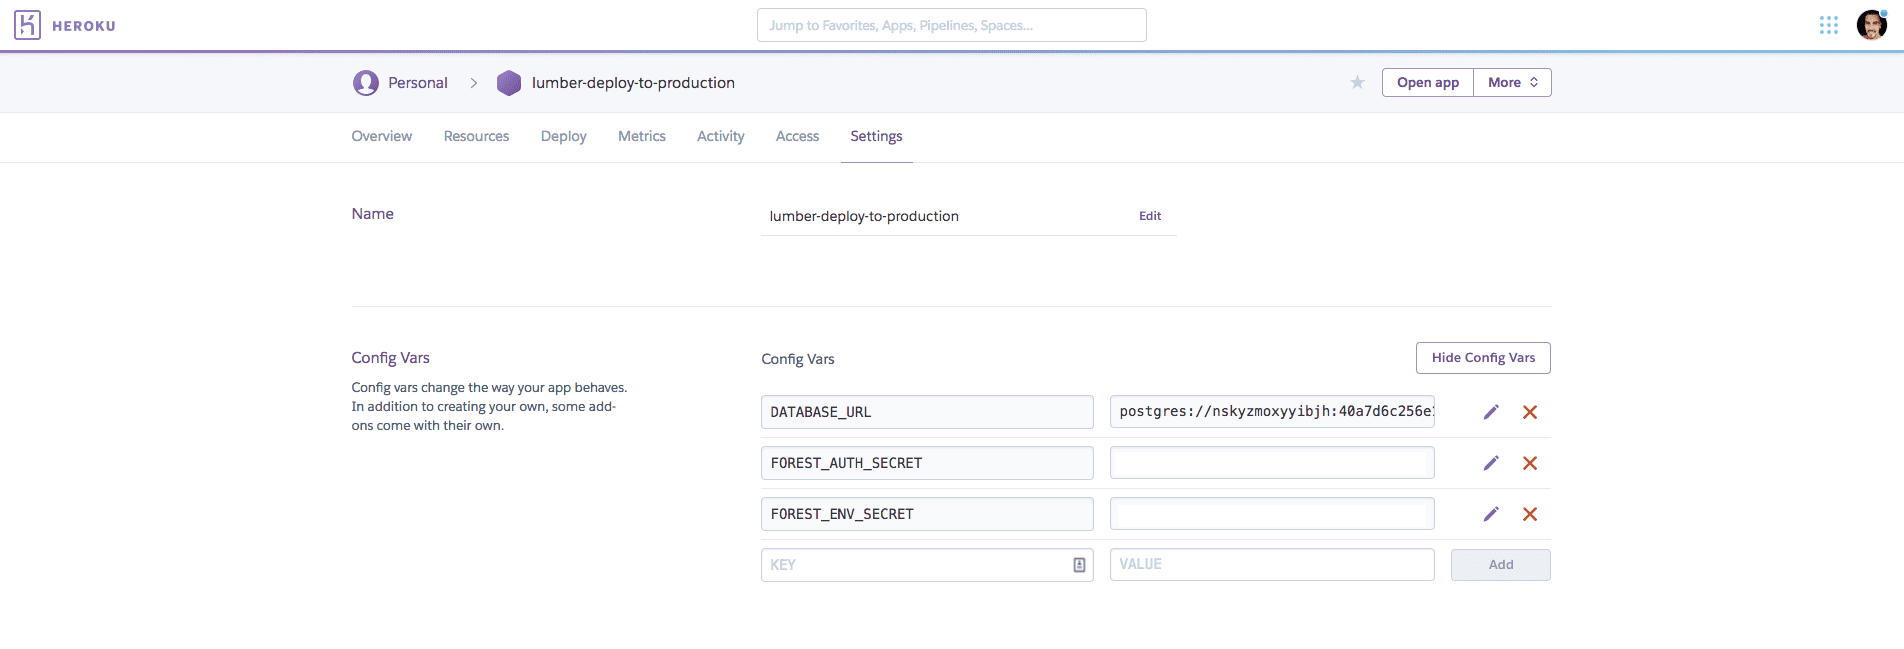 HEROKU
Jump to Favorites, Apps, Pipelines, Spaces...
Personal > lumber-deploy-to-production
Open app
More
Overview
Resources
Deploy
Metrics
Activity
Access
Settings
Name
lumber-deploy-to-production
Edit
Config Vars
Config vars change the way your app behaves.
In addition to creating your own, some add-
ons come with their own.
Config Vars
Hide Config Vars
DATABASE_URL
postgres://nskyzmoxyyibjh:40a7d6c256e
FOREST_AUTH_SECRET
FOREST_ENV_SECRET
KEY
VALUE
Add